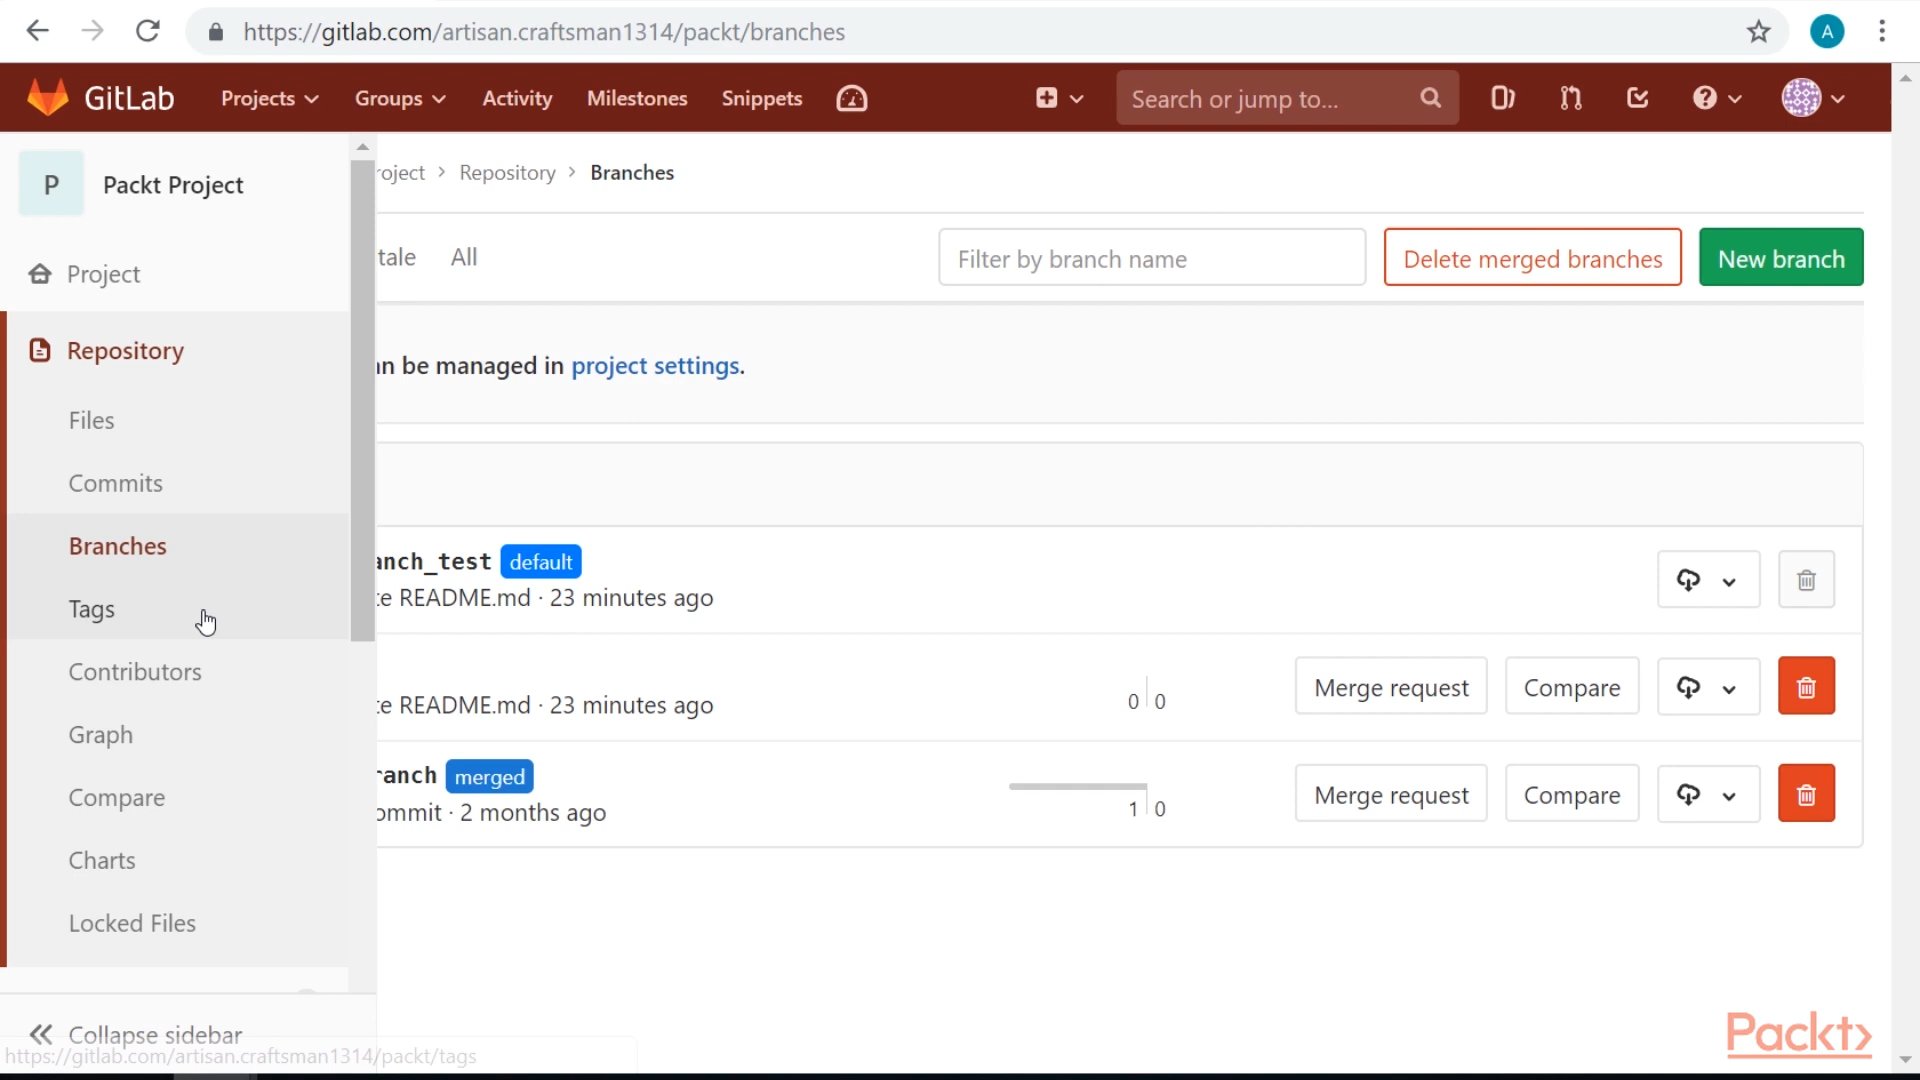 https://gitlab.com/artisan.craftsman1314/packt/branches
A
GitLab Projects Groups Activity Milestones Snippets Search or jump to...
P Packt Project
roject > Repository > Branches
tale All Filter by branch name Delete merged branches New branch
Project
Repository
an be managed in project settings.
Files
Commits
Branches
anch_test default
te README.md · 23 minutes ago
Tags
Contributors
te README.md · 23 minutes ago 0 0 Merge request Compare
Graph
Compare
ranch merged
ommit · 2 months ago 1 0 Merge request Compare
Charts
Locked Files
Collapse sidebar
https://gitlab.com/artisan.craftsman1314/packt/tags
Packt>